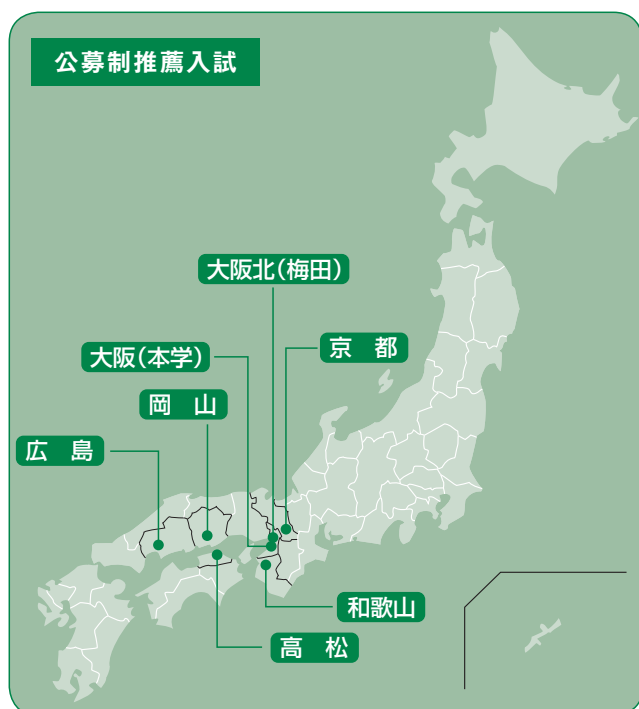 公募制推薦入試
大阪北(梅田)
京　都
大阪(本学)
岡　山
広　島
和歌山
高　松